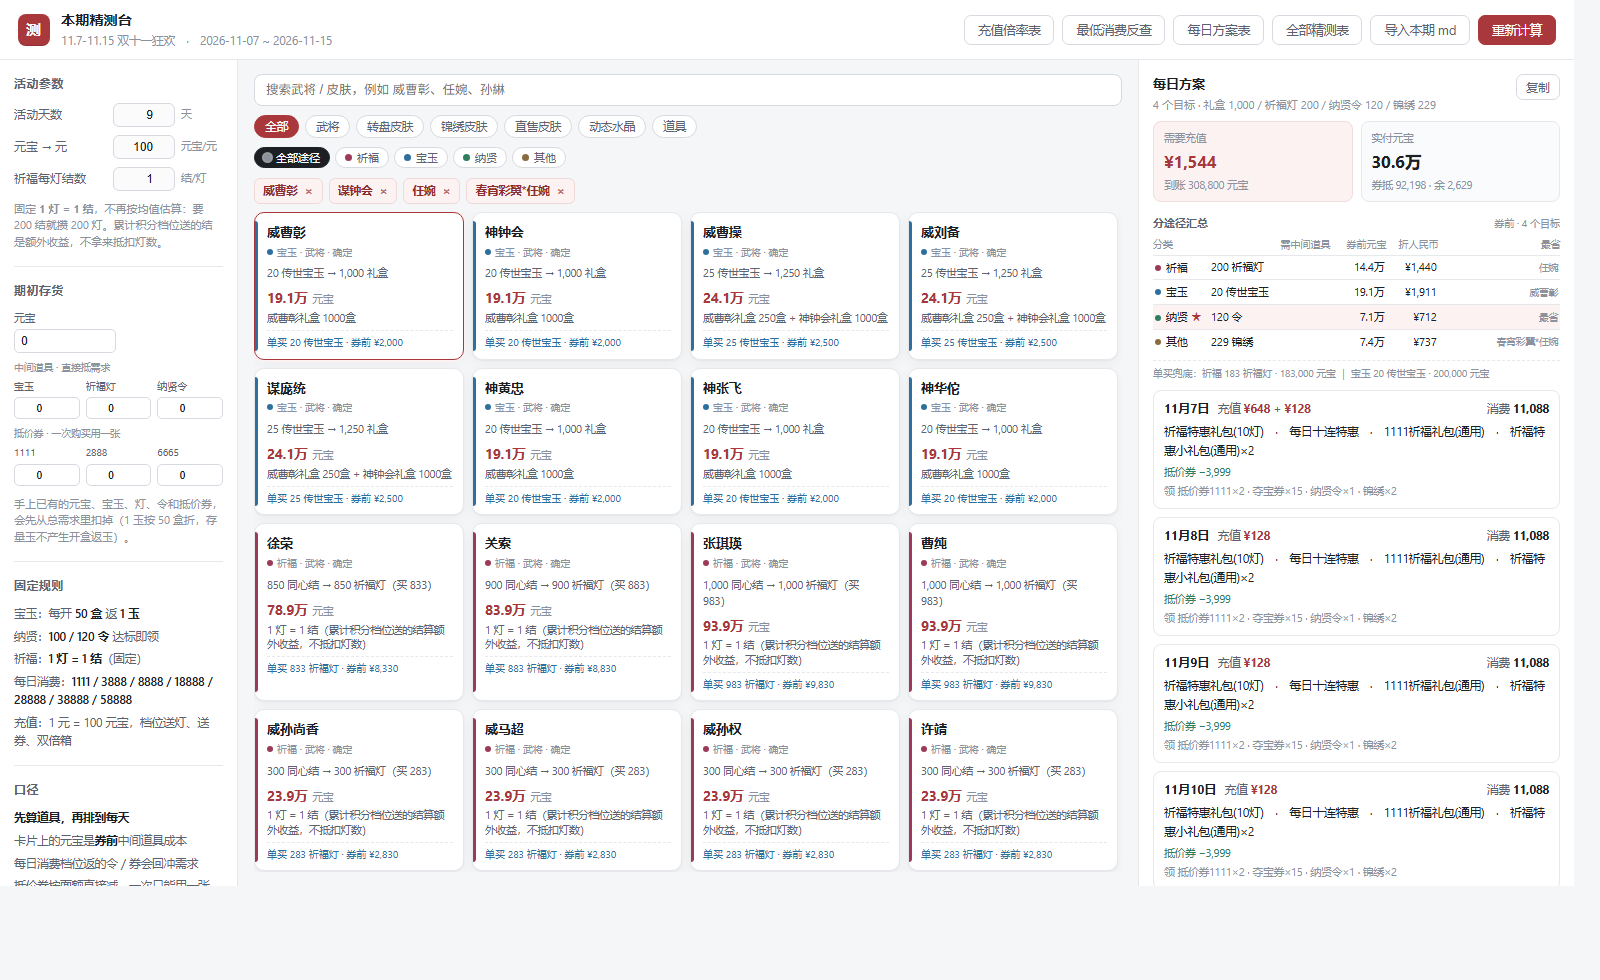 测
本期精测台
11.7-11.15 双十一狂欢 · 2026-11-07 ~ 2026-11-15
充值倍率表
最低消费反查
每日方案表
全部精测表
导入本期 md
重新计算
活动参数
活动天数 9 天
元宝 → 元 100 元宝/元
祈福每灯结数 1 结/灯
固定 1 灯 = 1 结，不再按均值估算：要
200 结就攒 200 灯。累计积分档位送的结
是额外收益，不拿来抵扣灯数。
期初存货
元宝
0
中间道具 · 直接抵需求
宝玉 祈福灯 纳贤令
0 0 0
抵价券 · 一次购买用一张
1111 2888 6665
0 0 0
手上已有的元宝、宝玉、灯、令和抵价券，
会先从总需求里扣掉（1 玉按 50 盒折，存
量玉不产生开盒返玉）。
固定规则
宝玉：每开 50 盒 返 1 玉
纳贤：100 / 120 令 达标即领
祈福：1 灯 = 1 结（固定）
每日消费：1111 / 3888 / 8888 / 18888 /
28888 / 38888 / 58888
充值：1 元 = 100 元宝，档位送灯、送
券、双倍箱
口径
先算道具，再排到每天
卡片上的元宝是券前中间道具成本
每日消费档位返的令 / 券会回冲需求
抵价券按面额直接减，一次只能用一张
搜索武将 / 皮肤，例如 威曹彰、任婉、孙綝
全部 武将 转盘皮肤 锦绣皮肤 直售皮肤 动态水晶 道具
全部途径 祈福 宝玉 纳贤 其他
威曹彰 × 谋钟会 × 任婉 × 春宵彩翼*任婉 ×
威曹彰
宝玉 · 武将 · 确定
20 传世宝玉 → 1,000 礼盒
19.1万 元宝
威曹彰礼盒 1000盒
单买 20 传世宝玉 · 券前 ¥2,000
神钟会
宝玉 · 武将 · 确定
20 传世宝玉 → 1,000 礼盒
19.1万 元宝
威曹彰礼盒 1000盒
单买 20 传世宝玉 · 券前 ¥2,000
威曹操
宝玉 · 武将 · 确定
25 传世宝玉 → 1,250 礼盒
24.1万 元宝
威曹彰礼盒 250盒 + 神钟会礼盒 1000盒
单买 25 传世宝玉 · 券前 ¥2,500
威刘备
宝玉 · 武将 · 确定
25 传世宝玉 → 1,250 礼盒
24.1万 元宝
威曹彰礼盒 250盒 + 神钟会礼盒 1000盒
单买 25 传世宝玉 · 券前 ¥2,500
谋庞统
宝玉 · 武将 · 确定
25 传世宝玉 → 1,250 礼盒
24.1万 元宝
威曹彰礼盒 250盒 + 神钟会礼盒 1000盒
单买 25 传世宝玉 · 券前 ¥2,500
神黄忠
宝玉 · 武将 · 确定
20 传世宝玉 → 1,000 礼盒
19.1万 元宝
威曹彰礼盒 1000盒
单买 20 传世宝玉 · 券前 ¥2,000
神张飞
宝玉 · 武将 · 确定
20 传世宝玉 → 1,000 礼盒
19.1万 元宝
威曹彰礼盒 1000盒
单买 20 传世宝玉 · 券前 ¥2,000
神华佗
宝玉 · 武将 · 确定
20 传世宝玉 → 1,000 礼盒
19.1万 元宝
威曹彰礼盒 1000盒
单买 20 传世宝玉 · 券前 ¥2,000
徐荣
祈福 · 武将 · 确定
850 同心结 → 850 祈福灯（买 833）
78.9万 元宝
1 灯 = 1 结（累计积分档位送的结算额
外收益，不抵扣灯数）
单买 833 祈福灯 · 券前 ¥8,330
关索
祈福 · 武将 · 确定
900 同心结 → 900 祈福灯（买 883）
83.9万 元宝
1 灯 = 1 结（累计积分档位送的结算额
外收益，不抵扣灯数）
单买 883 祈福灯 · 券前 ¥8,830
张琪瑛
祈福 · 武将 · 确定
1,000 同心结 → 1,000 祈福灯（买
983）
93.9万 元宝
1 灯 = 1 结（累计积分档位送的结算额
外收益，不抵扣灯数）
单买 983 祈福灯 · 券前 ¥9,830
曹纯
祈福 · 武将 · 确定
1,000 同心结 → 1,000 祈福灯（买
983）
93.9万 元宝
1 灯 = 1 结（累计积分档位送的结算额
外收益，不抵扣灯数）
单买 983 祈福灯 · 券前 ¥9,830
威孙尚香
祈福 · 武将 · 确定
300 同心结 → 300 祈福灯（买 283）
23.9万 元宝
1 灯 = 1 结（累计积分档位送的结算额
外收益，不抵扣灯数）
单买 283 祈福灯 · 券前 ¥2,830
威马超
祈福 · 武将 · 确定
300 同心结 → 300 祈福灯（买 283）
23.9万 元宝
1 灯 = 1 结（累计积分档位送的结算额
外收益，不抵扣灯数）
单买 283 祈福灯 · 券前 ¥2,830
威孙权
祈福 · 武将 · 确定
300 同心结 → 300 祈福灯（买 283）
23.9万 元宝
1 灯 = 1 结（累计积分档位送的结算额
外收益，不抵扣灯数）
单买 283 祈福灯 · 券前 ¥2,830
许靖
祈福 · 武将 · 确定
300 同心结 → 300 祈福灯（买 283）
23.9万 元宝
1 灯 = 1 结（累计积分档位送的结算额
外收益，不抵扣灯数）
单买 283 祈福灯 · 券前 ¥2,830
每日方案
复制
4 个目标 · 礼盒 1,000 / 祈福灯 200 / 纳贤令 120 / 锦绣 229
需要充值
¥1,544
到账 308,800 元宝
实付元宝
30.6万
券抵 92,198 · 余 2,629
分途径汇总 券前 · 4 个目标
分类 需中间道具 券前元宝 折人民币 最省
祈福 200 祈福灯 14.4万 ¥1,440 任婉
宝玉 20 传世宝玉 19.1万 ¥1,911 威曹彰
纳贤 ★ 120 令 7.1万 ¥712 最省
其他 229 锦绣 7.4万 ¥737 春宵彩翼*任婉
单买兜底：祈福 183 祈福灯 · 183,000 元宝 | 宝玉 20 传世宝玉 · 200,000 元宝
11月7日 充值 ¥648 + ¥128 消费 11,088
祈福特惠礼包(10灯) · 每日十连特惠 · 1111祈福礼包(通用) · 祈福特
惠小礼包(通用)×2
抵价券 −3,999
领 抵价券1111×2 · 夺宝券×15 · 纳贤令×1 · 锦绣×2
11月8日 充值 ¥128 消费 11,088
祈福特惠礼包(10灯) · 每日十连特惠 · 1111祈福礼包(通用) · 祈福特
惠小礼包(通用)×2
抵价券 −3,999
领 抵价券1111×2 · 夺宝券×15 · 纳贤令×1 · 锦绣×2
11月9日 充值 ¥128 消费 11,088
祈福特惠礼包(10灯) · 每日十连特惠 · 1111祈福礼包(通用) · 祈福特
惠小礼包(通用)×2
抵价券 −3,999
领 抵价券1111×2 · 夺宝券×15 · 纳贤令×1 · 锦绣×2
11月10日 充值 ¥128 消费 11,088
祈福特惠礼包(10灯) · 每日十连特惠 · 1111祈福礼包(通用) · 祈福特
惠小礼包(通用)×2
抵价券 −3,999
领 抵价券1111×2 · 夺宝券×15 · 纳贤令×1 · 锦绣×2